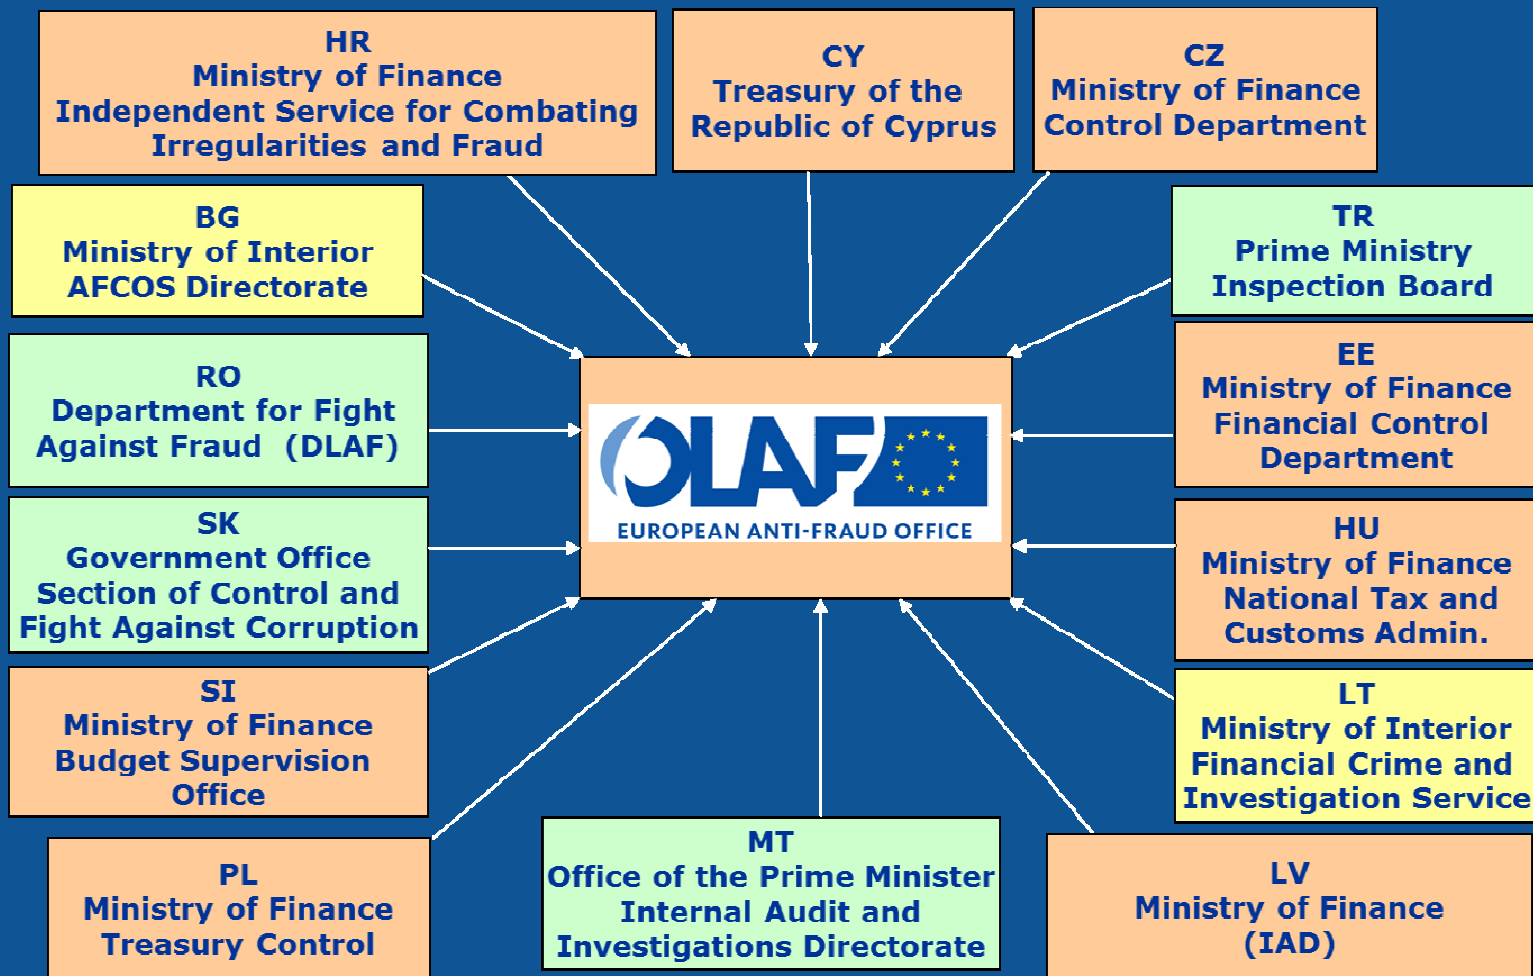 HR
Ministry of Finance
Independent Service for Combating
Irregularities and Fraud
CY
Treasury of the
Republic of Cyprus
CZ
Ministry of Finance
Control Department
BG
Ministry of Interior
AFCOS Directorate
TR
Prime Ministry
Inspection Board
RO
Department for Fight
Against Fraud (DLAF)
EE
Ministry of Finance
Financial Control
Department
OLAF
EUROPEAN ANTI-FRAUD OFFICE
SK
Government Office
Section of Control and
Fight Against Corruption
HU
Ministry of Finance
National Tax and
Customs Admin.
SI
Ministry of Finance
Budget Supervision
Office
LT
Ministry of Interior
Financial Crime and
Investigation Service
PL
Ministry of Finance
Treasury Control
MT
Office of the Prime Minister
Internal Audit and
Investigations Directorate
LV
Ministry of Finance
(IAD)